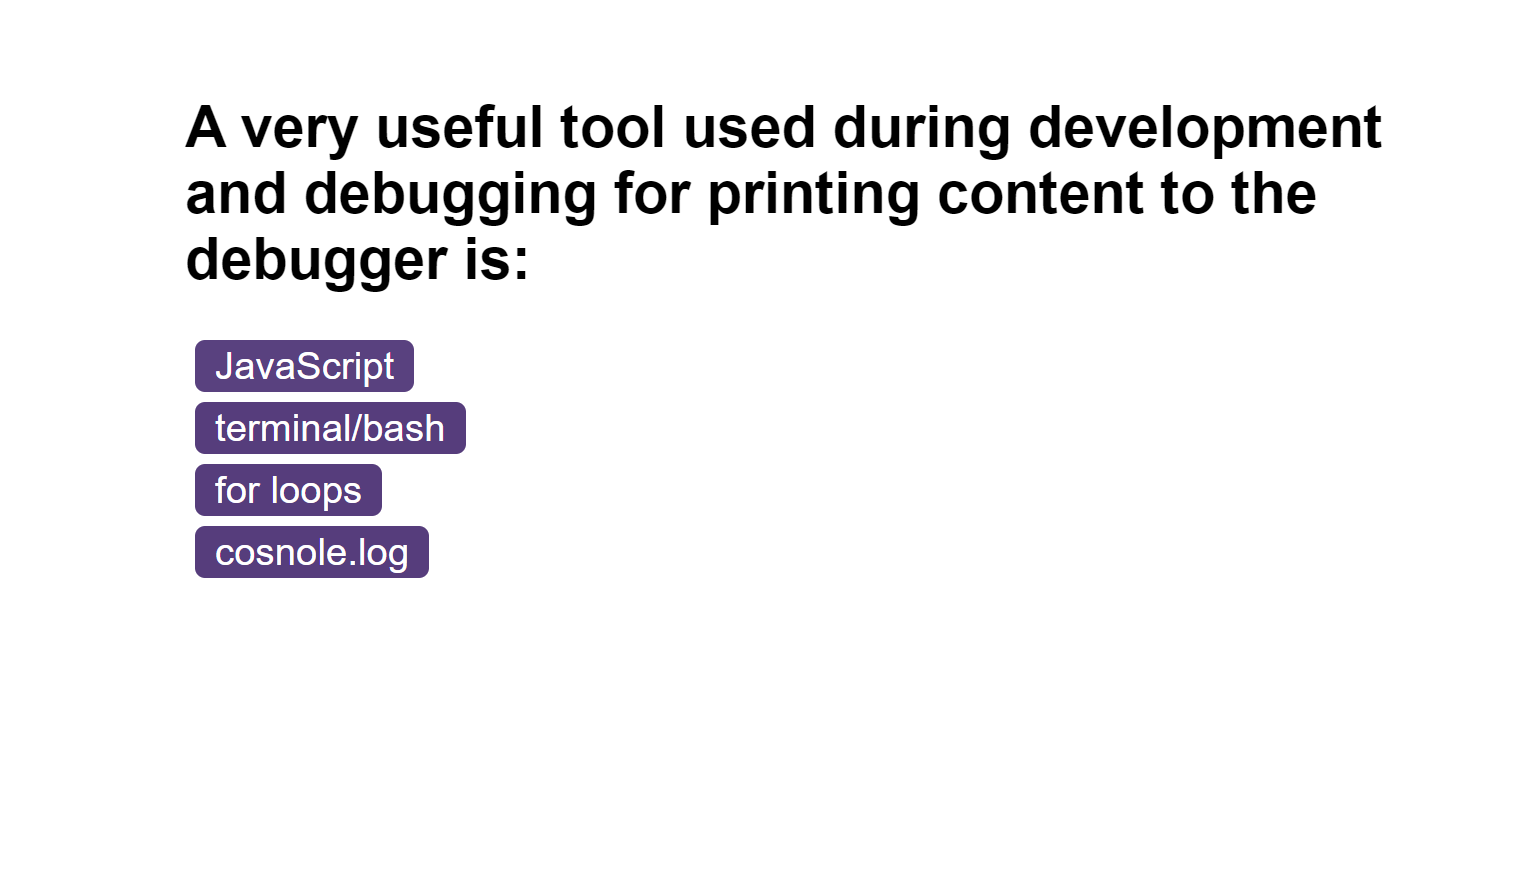 A very useful tool used during development
and debugging for printing content to the
debugger is:
JavaScript
terminal/bash
for loops
cosnole.log